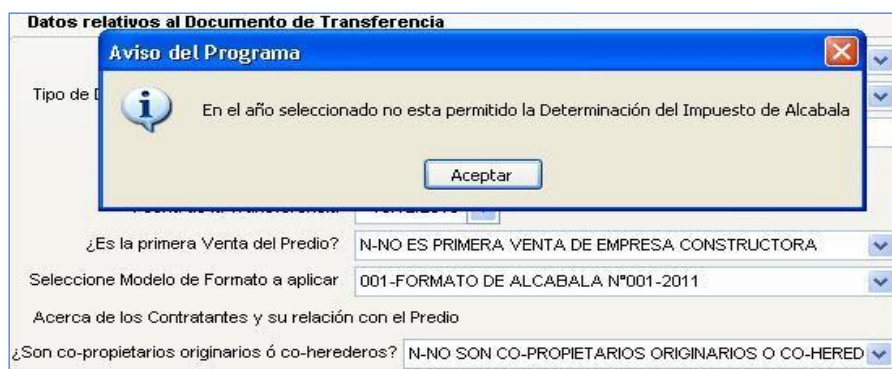 Datos relativos al Documento de Transferencia
Aviso del Programa
Tipo de
En el año seleccionado no esta permitido la Determinación del Impuesto de Alcabala
Aceptar
¿Es la primera Venta del Predio? N-NO ES PRIMERA VENTA DE EMPRESA CONSTRUCTORA
Seleccione Modelo de Formato a aplicar 001-FORMATO DE ALCABALA Nº001-2011
Acerca de los Contratantes y su relación con el Predio
¿Son co-propietarios originarios ó co-herederos? N-NO SON CO-PROPIETARIOS ORIGINARIOS O CO-HERED